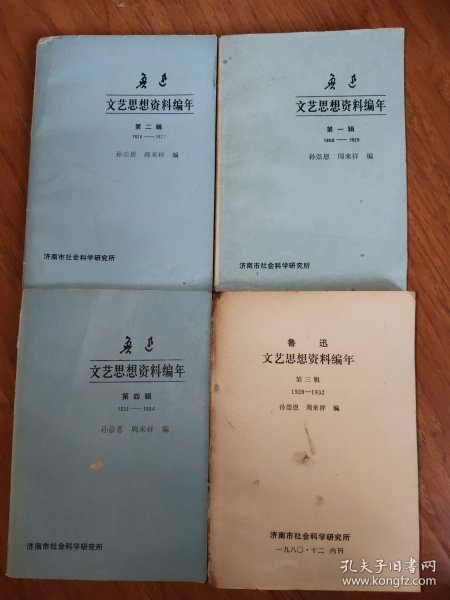 鲁迅
文艺思想资料编年
第二辑
1926——1927
孙崇恩 周来祥 编
济南市社会科学研究所
鲁迅
文艺思想资料编年
第一辑
1906——1925
孙崇恩 周来祥 编
济南市社会科学研究所
鲁迅
文艺思想资料编年
第四辑
1933——1934
孙崇恩 周来祥 编
济南市社会科学研究所
鲁迅
文艺思想资料编年
第三辑
1928—1932
孙崇恩 周来祥 编
济南市社会科学研究所
一九八〇·十二 内刊
孔夫子旧书网
www.kongfz.com